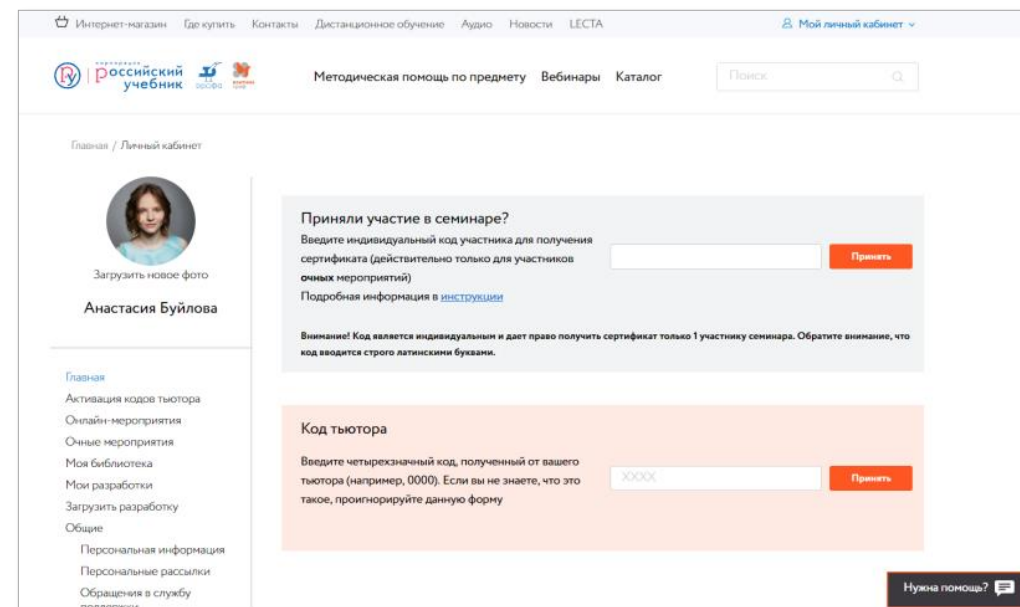 Интернет-магазин Где купить Контакты Дистанционное обучение Аудио Новости LECTA Мой личный кабинет
корпорация
российский
учебник
дрофа
Методическая помощь по предмету Вебинары Каталог Поиск
Главная / Личный кабинет
Загрузить новое фото
Анастасия Буйлова
Главная
Активация кодов тьютора
Онлайн-мероприятия
Очные мероприятия
Моя библиотека
Мои разработки
Загрузить разработку
Общие
Персональная информация
Персональные рассылки
Обращения в службу
поддержки
Приняли участие в семинаре?
Введите индивидуальный код участника для получения
сертификата (действительно только для участников
очных мероприятий)
Подробная информация в инструкции
Принять
Внимание! Код является индивидуальным и дает право получить сертификат только 1 участнику семинара. Обратите внимание, что
код вводится строго латинскими буквами.
Код тьютора
Введите четырехзначный код, полученный от вашего
тьютора (например, 0000). Если вы не знаете, что это
такое, проигнорируйте данную форму
XXXX
Принять
Нужна помощь?